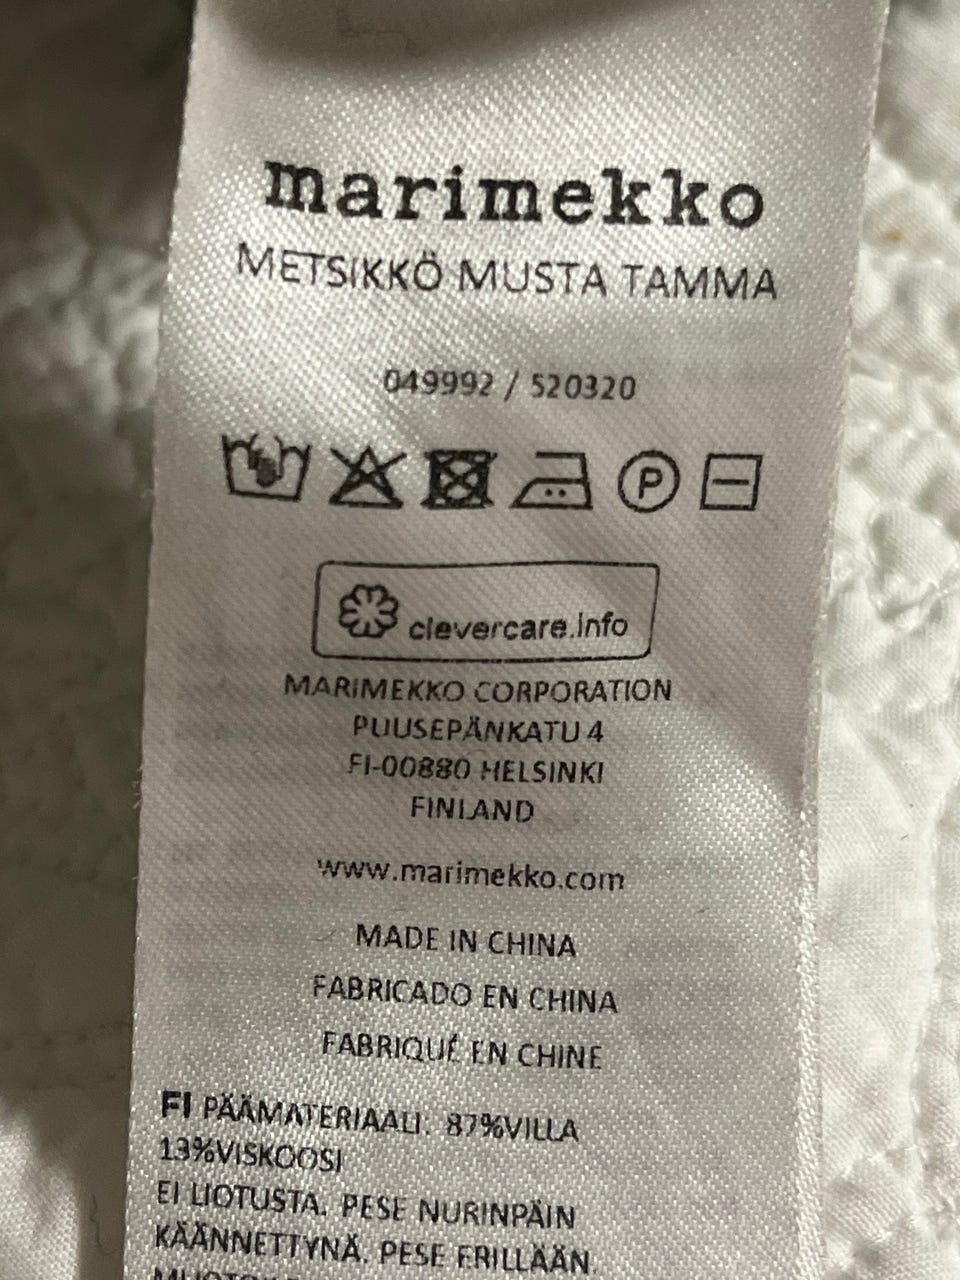 marimekko
METSIKKÖ MUSTA TAMMA
049992 / 520320
P
clevercare.info
MARIMEKKO CORPORATION
PUUSEPÄNKATU 4
FI-00880 HELSINKI
FINLAND
www.marimekko.com
MADE IN CHINA
FABRICADO EN CHINA
FABRIQUÉ EN CHINE
FI PÄÄMATERIAALI. 87%VILLA
13%VISKOOSI
EI LIOTUSTA. PESE NURINPÄIN
KÄÄNNETTYNÄ. PESE ERILLÄÄN.